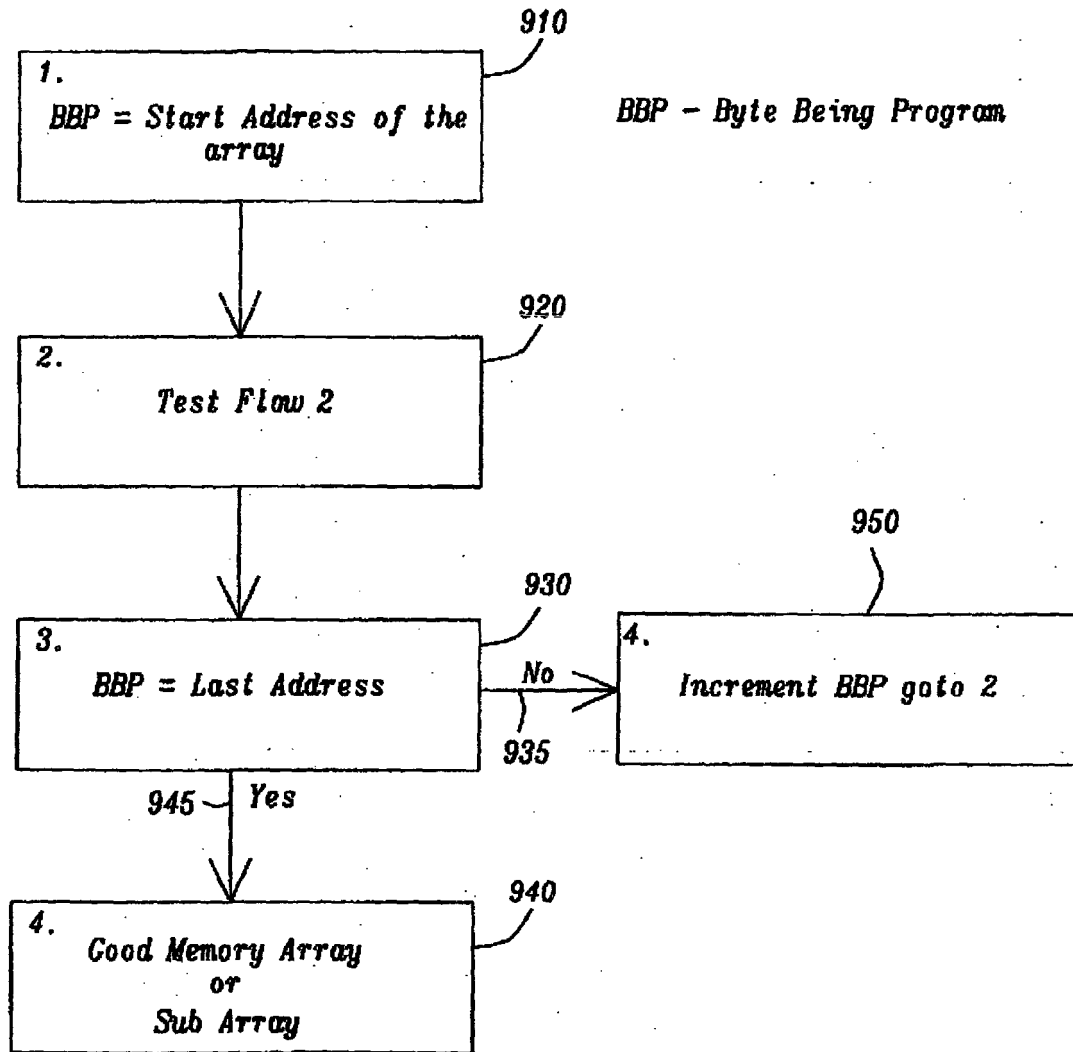 910
1.
BBP = Start Address of the
array
BBP - Byte Being Program
920
2.
Test Flow 2
930
3.
BBP = Last Address
No
935
950
4.
Increment BBP goto 2
945
Yes
940
4.
Good Memory Array
or
Sub Array